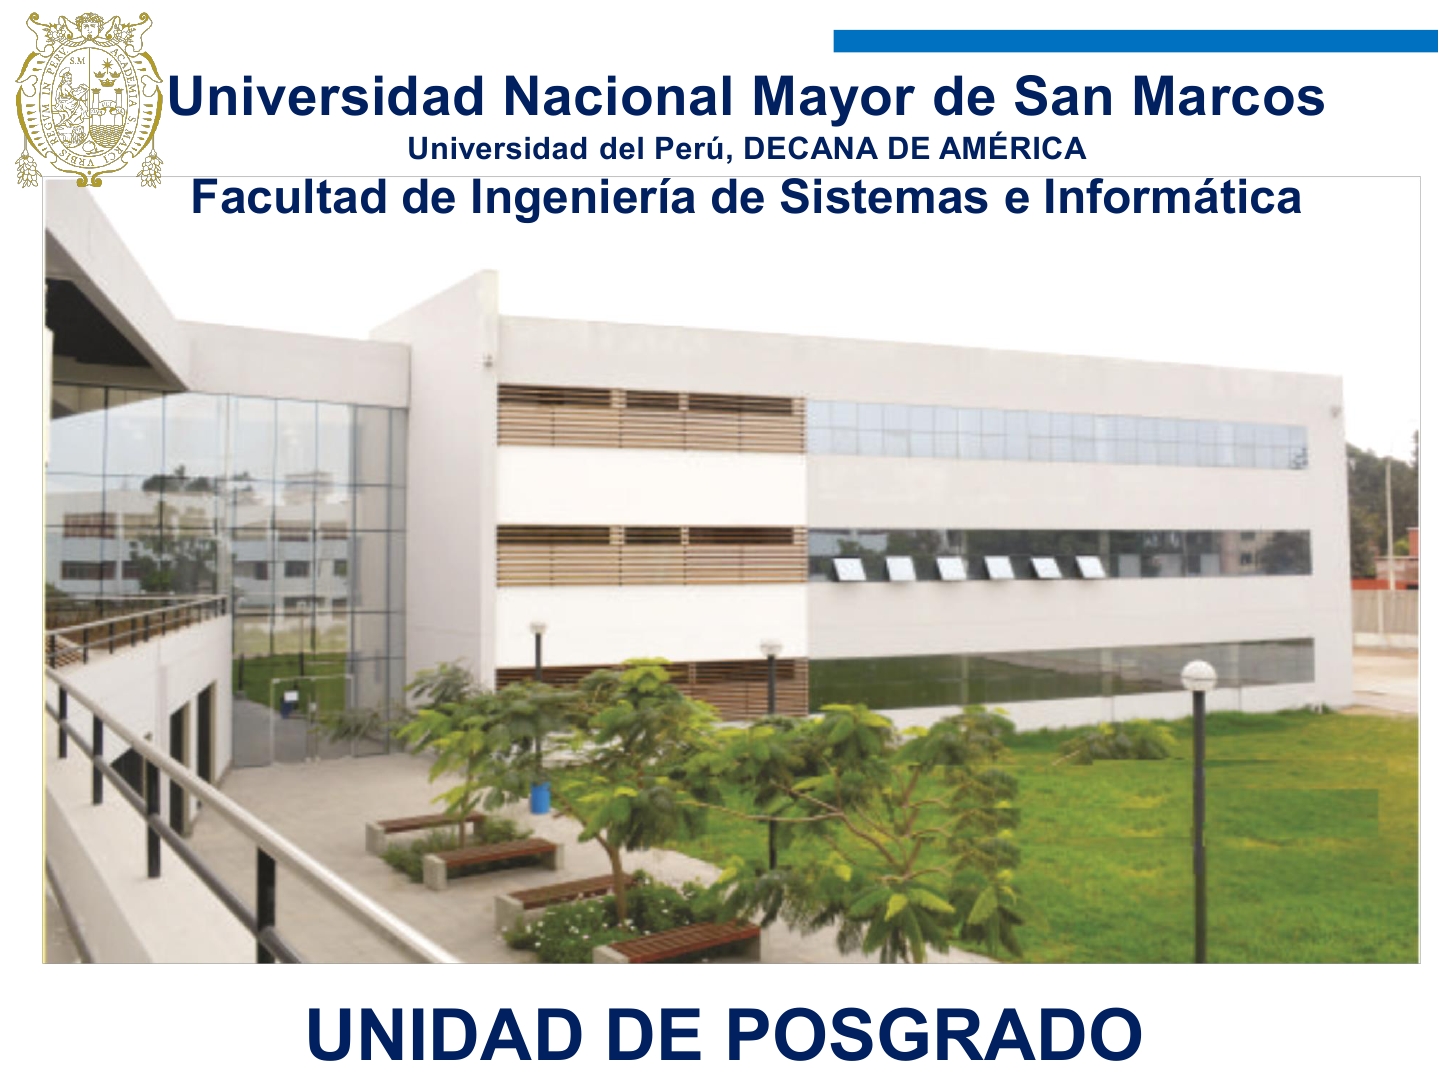 Universidad Nacional Mayor de San Marcos
Universidad del Perú, DECANA DE AMÉRICA
Facultad de Ingeniería de Sistemas e Informática
UNIDAD DE POSGRADO